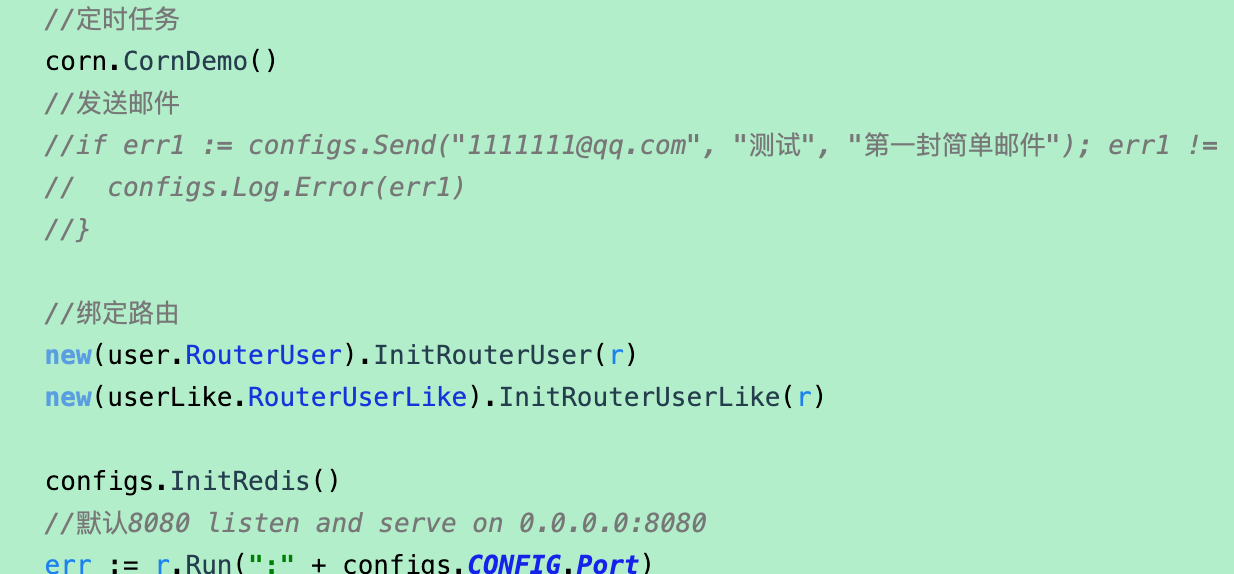 //定时任务
corn.CornDemo()
//发送邮件
//if err1 := configs.Send("1111111@qq.com", "测试", "第一封简单邮件"); err1 !=
//  configs.Log.Error(err1)
//}
//绑定路由
new(user.RouterUser).InitRouterUser(r)
new(userLike.RouterUserLike).InitRouterUserLike(r)
configs.InitRedis()
//默认8080 listen and serve on 0.0.0.0:8080
err := r.Run(":" + configs.CONFIG.Port)